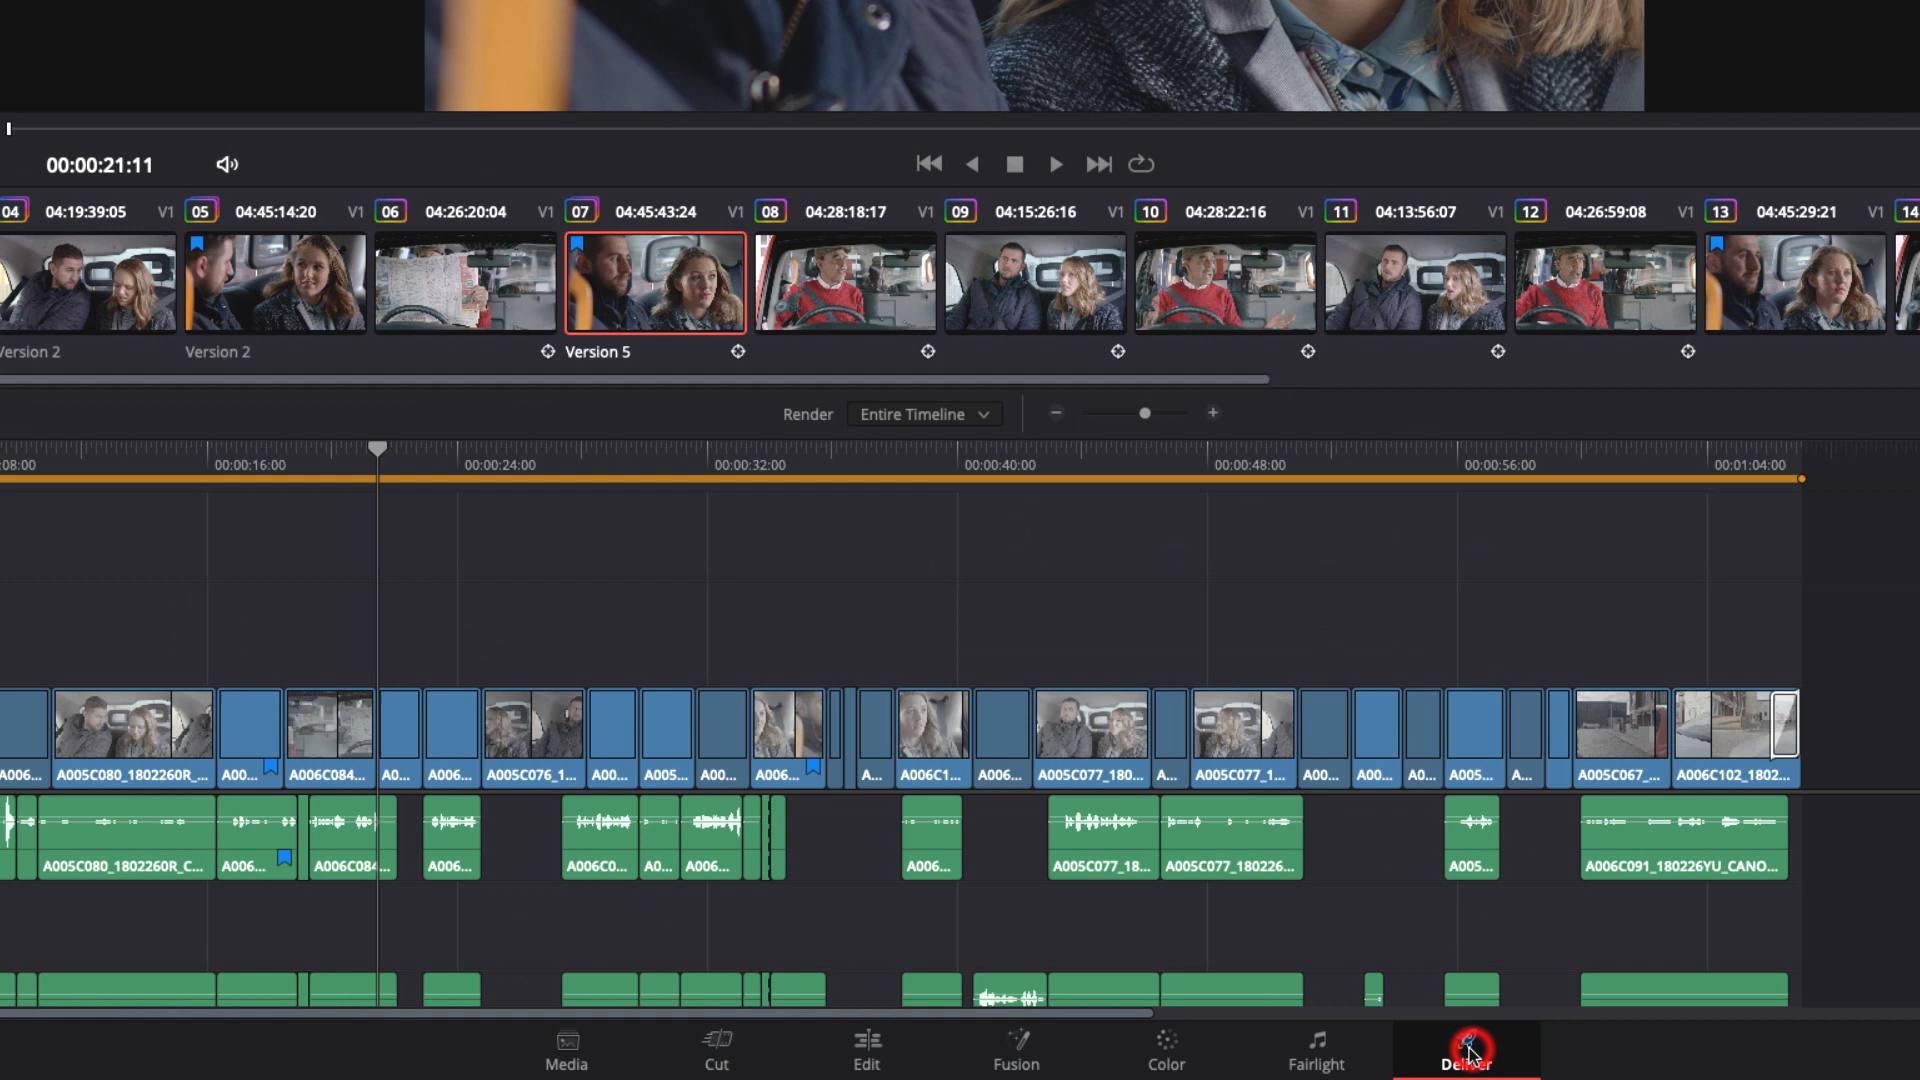 00:00:21:11
04 04:19:39:05 V1 05 04:45:14:20 V1 06 04:26:20:04 V1 07 04:45:43:24 V1 08 04:28:18:17 V1 09 04:15:26:16 V1 10 04:28:22:16 V1 11 04:13:56:07 V1 12 04:26:59:08 V1 13 04:45:29:21 V1 14
Version 2 Version 2 Version 5
Render Entire Timeline
:08:00 00:00:16:00 00:00:24:00 00:00:32:00 00:00:40:00 00:00:48:00 00:00:56:00 00:01:04:00
A006... A005C080_1802260R_... A00... A006C084... A0... A006... A005C076_1... A00... A005... A00... A006... A... A006C1... A006... A005C077_180... A... A005C077_1... A00... A00... A0... A005... A... A005C067_... A006C102_1802...
A005C080_1802260R_C... A006... A006C084... A006... A006C0... A0... A006... A006... A005C077_18... A005C077_180226... A005... A006C091_180226YU_CANO...
Media Cut Edit Fusion Color Fairlight Deliver